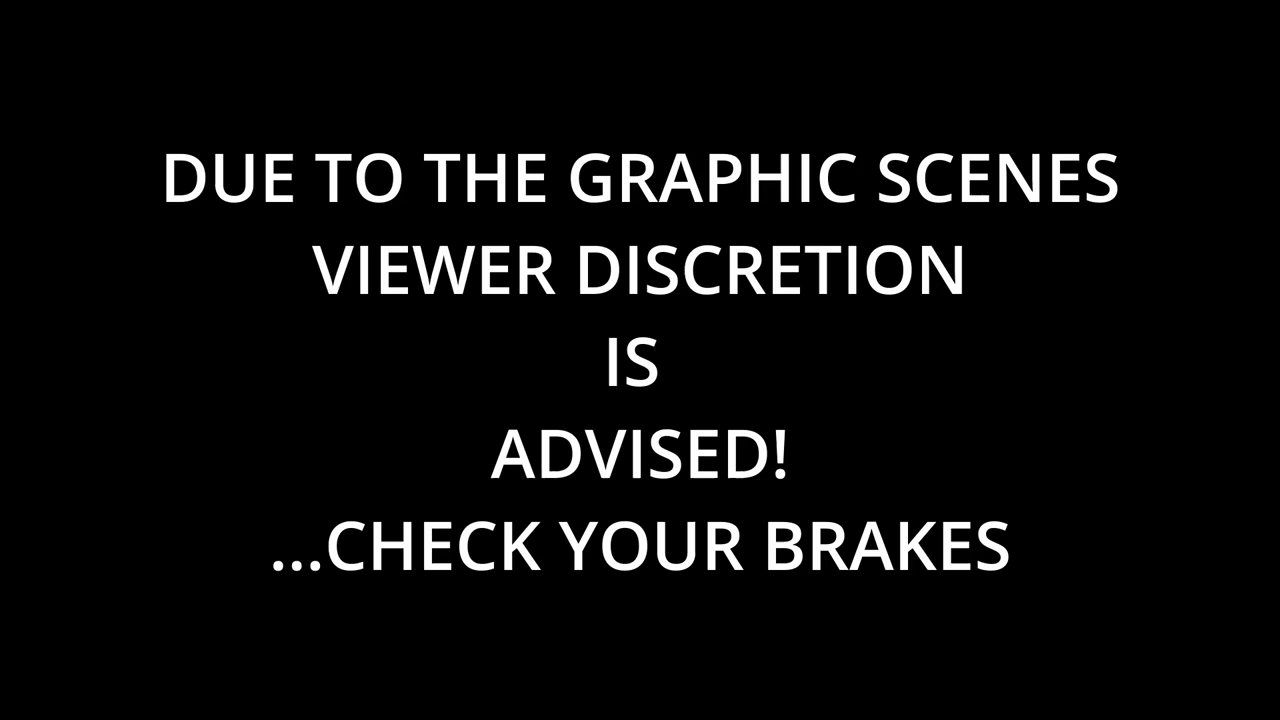 DUE TO THE GRAPHIC SCENES
VIEWER DISCRETION
IS
ADVISED!
...CHECK YOUR BRAKES